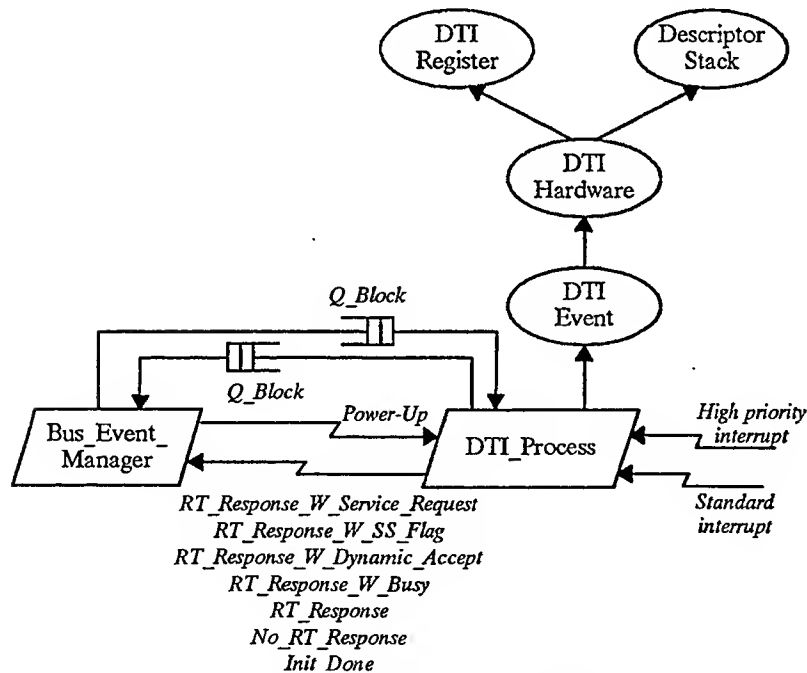 DTI
Register
Descriptor
Stack
DTI
Hardware
DTI
Event
Q_Block
Q_Block
Bus_Event_
Manager
Power-Up
DTI_Process
High priority
interrupt
Standard
interrupt
RT_Response_W_Service_Request
RT_Response_W_SS_Flag
RT_Response_W_Dynamic_Accept
RT_Response_W_Busy
RT_Response
No_RT_Response
Init Done